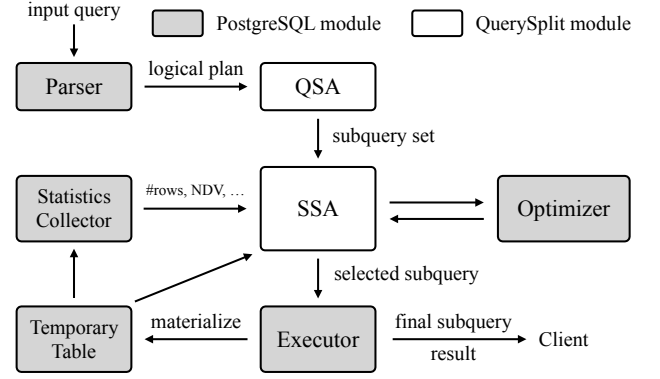 input query
PostgreSQL module
QuerySplit module
Parser
logical plan
QSA
subquery set
Statistics
Collector
#rows, NDV, …
SSA
Optimizer
selected subquery
Temporary
Table
materialize
Executor
final subquery
result
Client